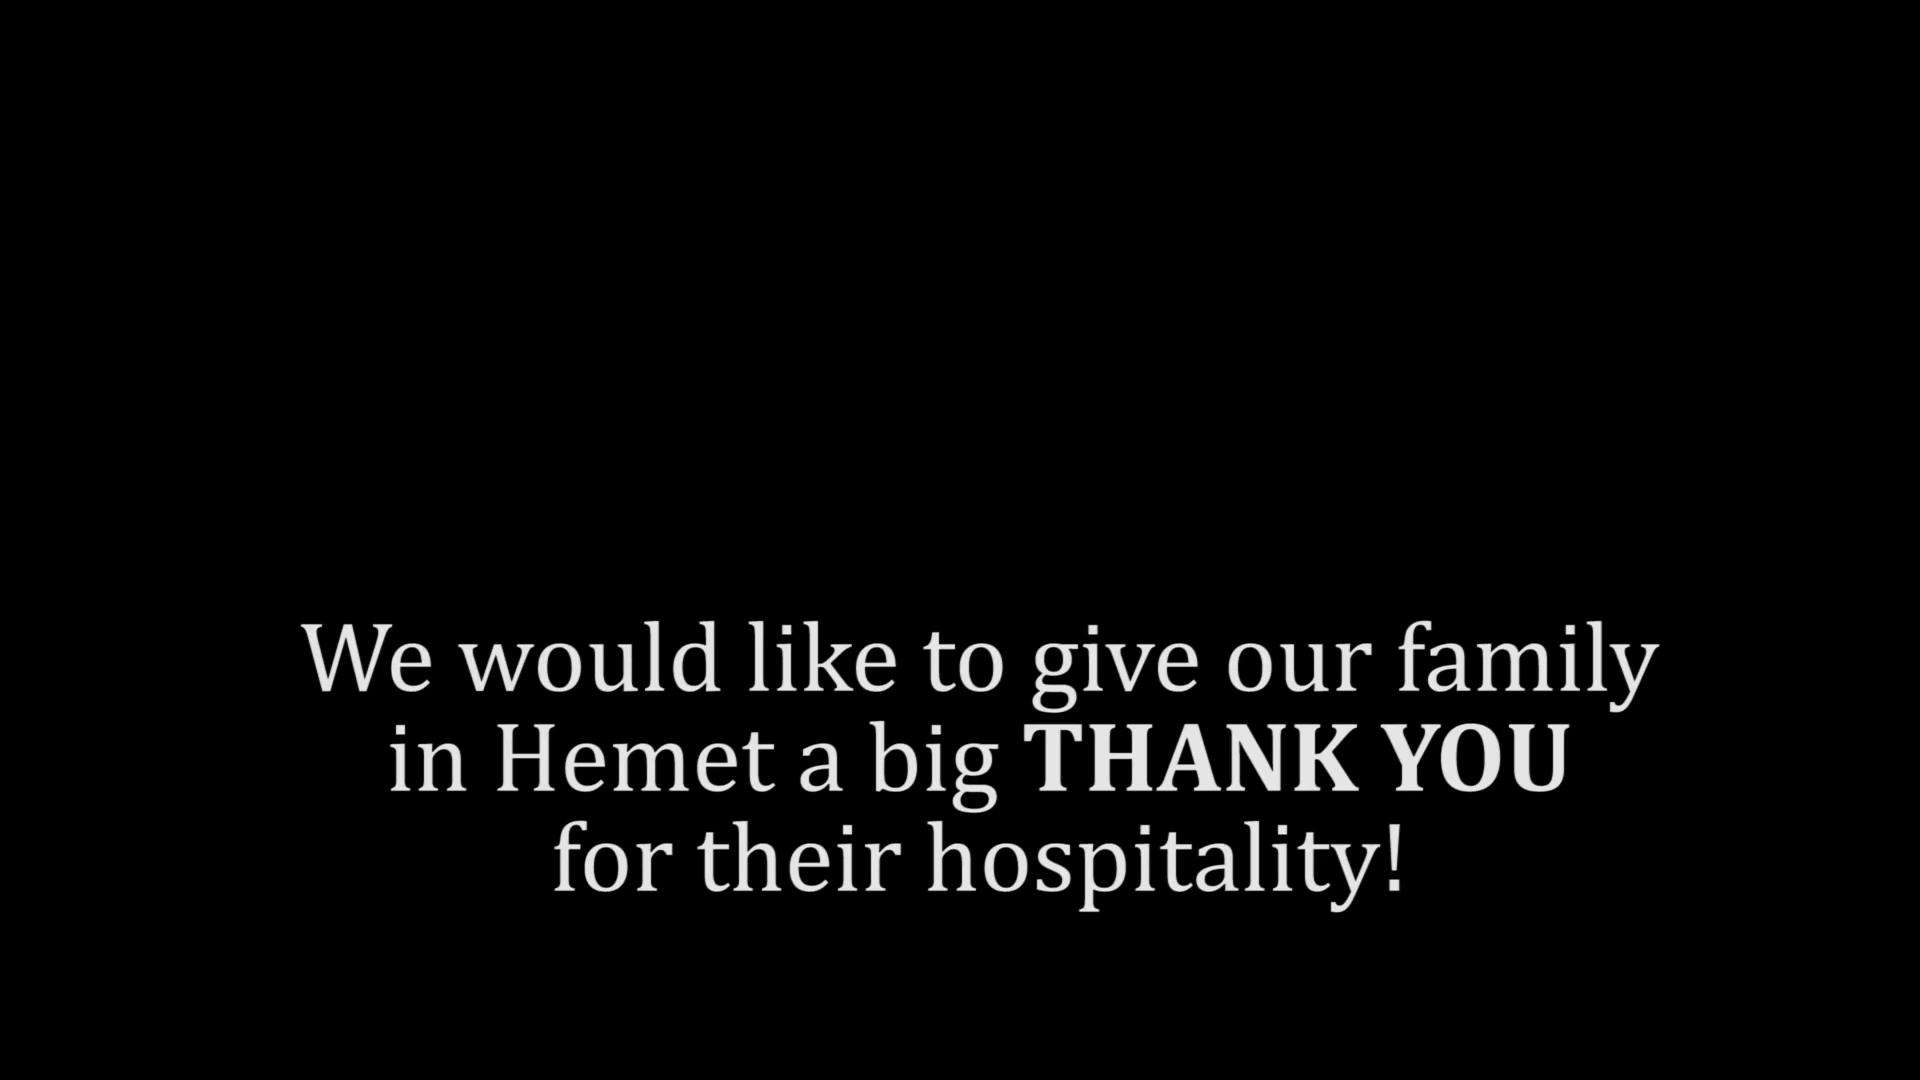 We would like to give our family
in Hemet a big THANK YOU
for their hospitality!